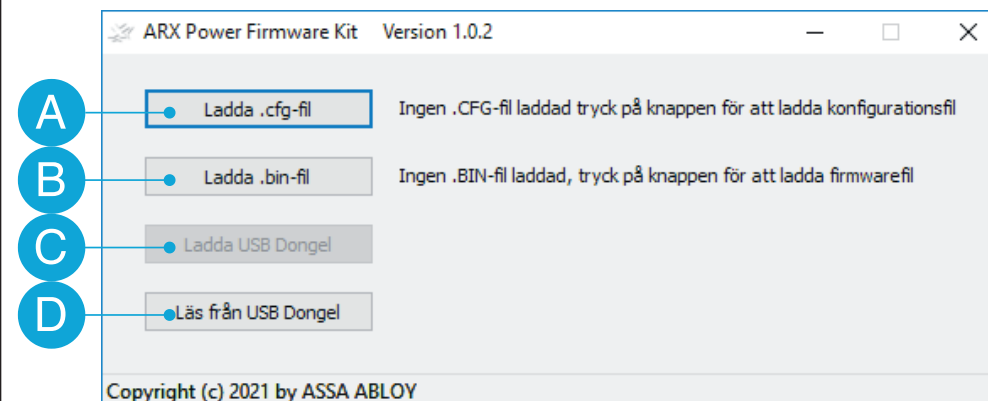 ARX Power Firmware Kit Version 1.0.2
A Ladda .cfg-fil Ingen .CFG-fil laddad tryck på knappen för att ladda konfigurationsfil
B Ladda .bin-fil Ingen .BIN-fil laddad, tryck på knappen för att ladda firmwarefil
C Ladda USB Dongel
D Läs från USB Dongel
Copyright (c) 2021 by ASSA ABLOY